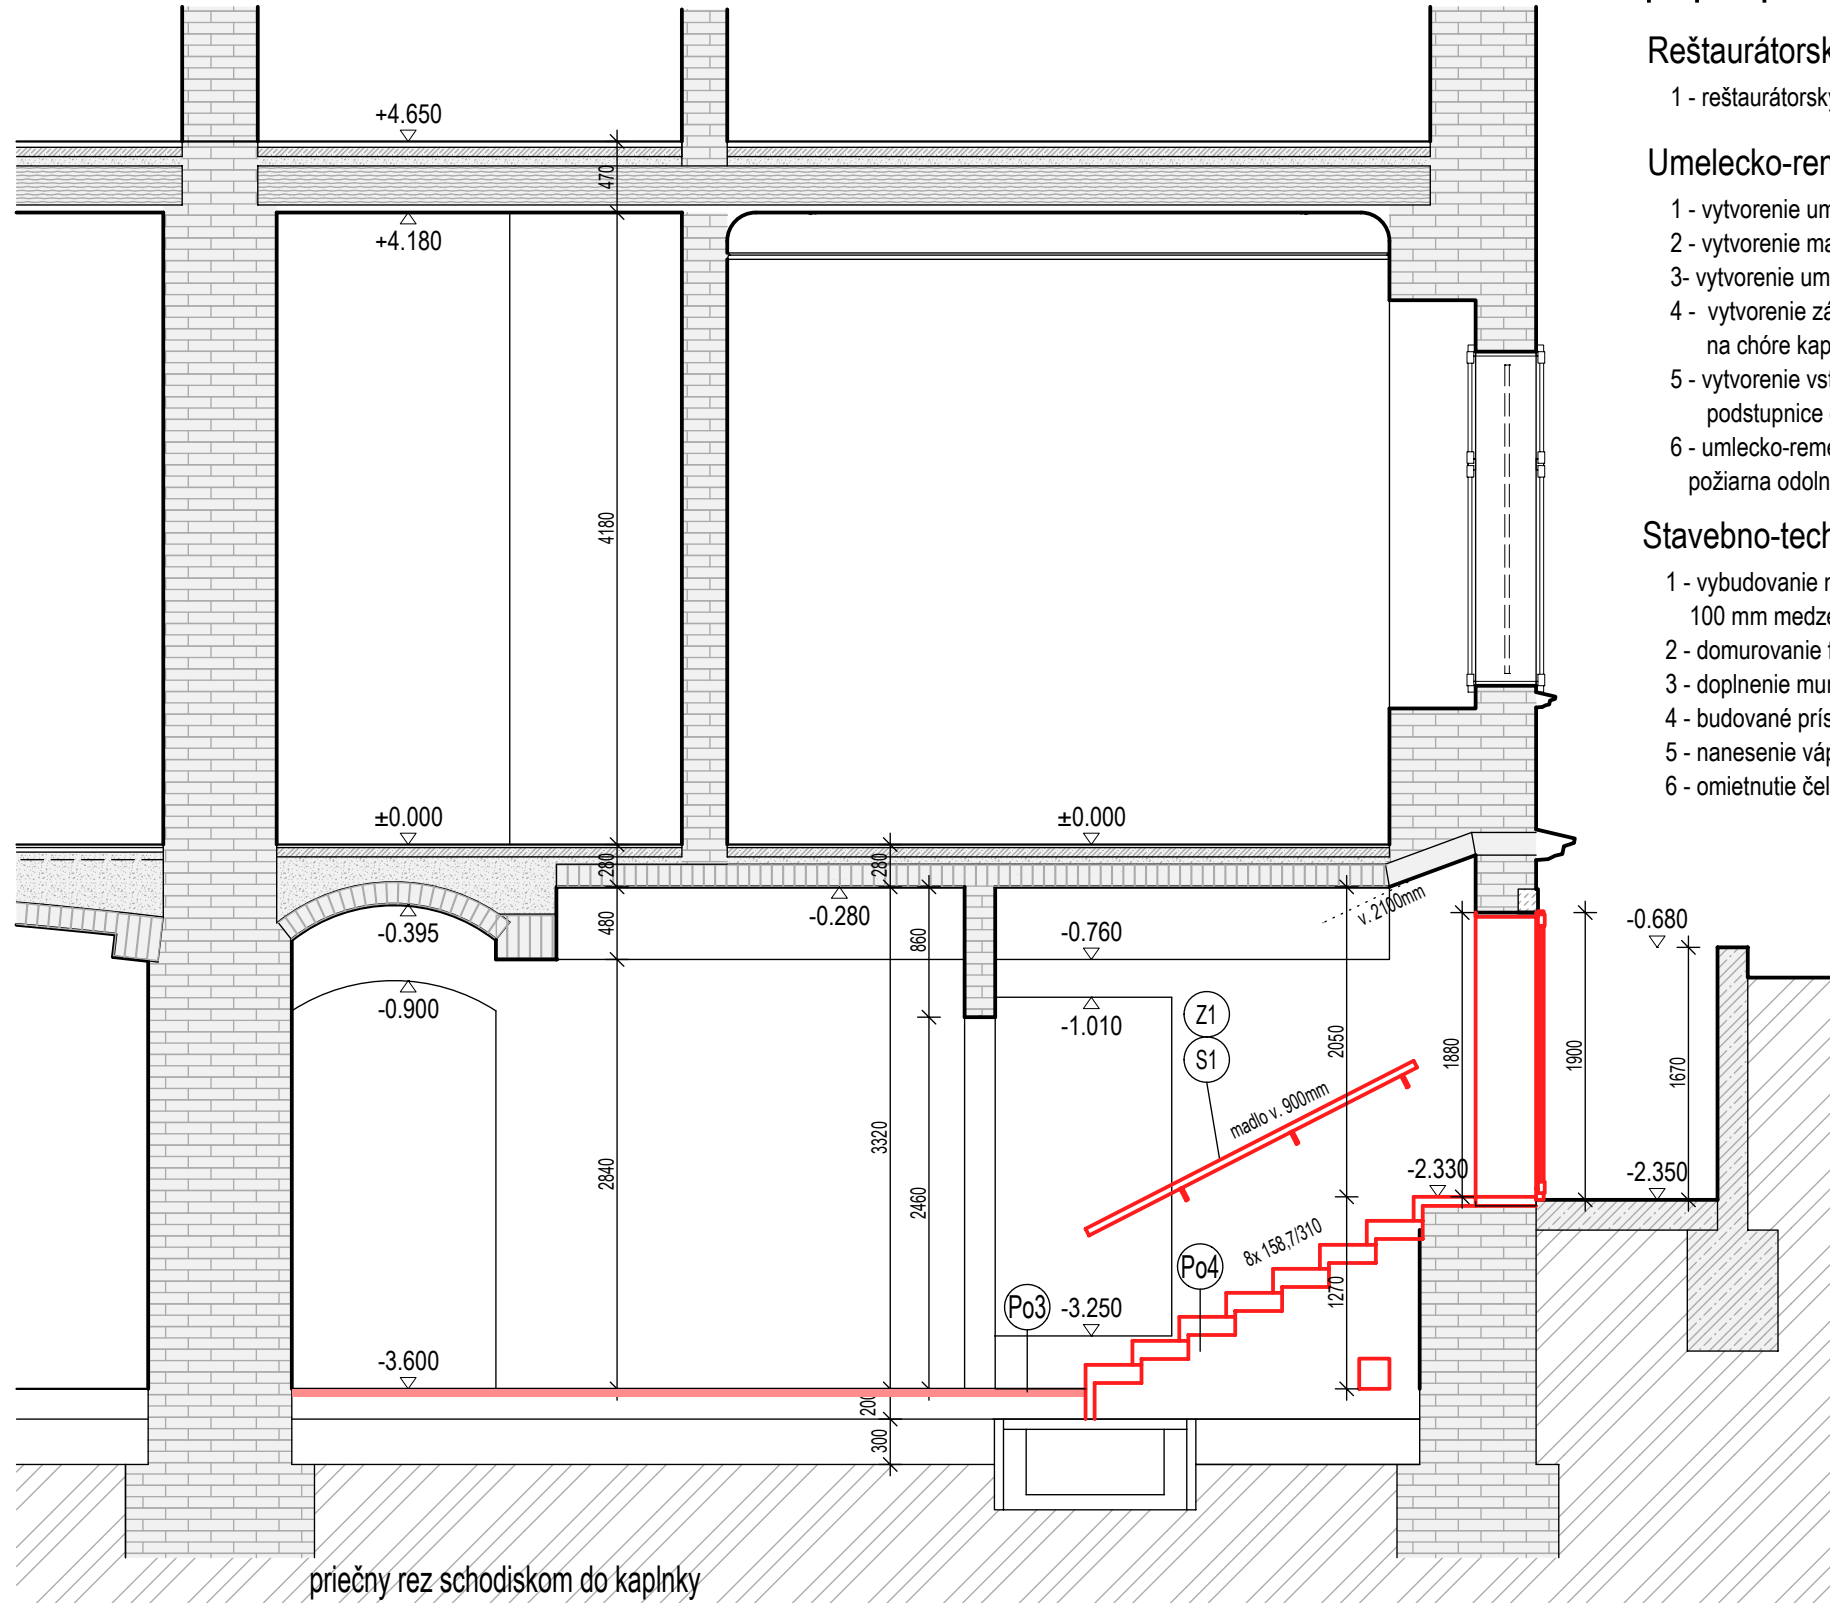 Reštaurátorsk
1 - reštaurátorský
Umelecko-rem
1 - vytvorenie um
2 - vytvorenie ma
3- vytvorenie um
4 - vytvorenie zá
na chóre kap
5 - vytvorenie vst
podstupnice
6 - umlecko-reme
požiarna odoln
Stavebno-tech
1 - vybudovanie
100 mm medze
2 - domurovanie
3 - doplnenie mur
4 - budované prís
5 - nanesenie váp
6 - omietnutie čel
+4.650
470
+4.180
4180
±0.000
±0.000
280
280
-0.280
v. 2100mm
-0.395
480
860
-0.760
-0.680
-0.900
-1.010
Z1
S1
2050
1880
1900
1670
madlo v. 900mm
3320
2840
2460
-2.330
-2.350
8x 158,7/310
Po4
Po3
-3.250
1270
-3.600
200
300
priečny rez schodiskom do kaplnky